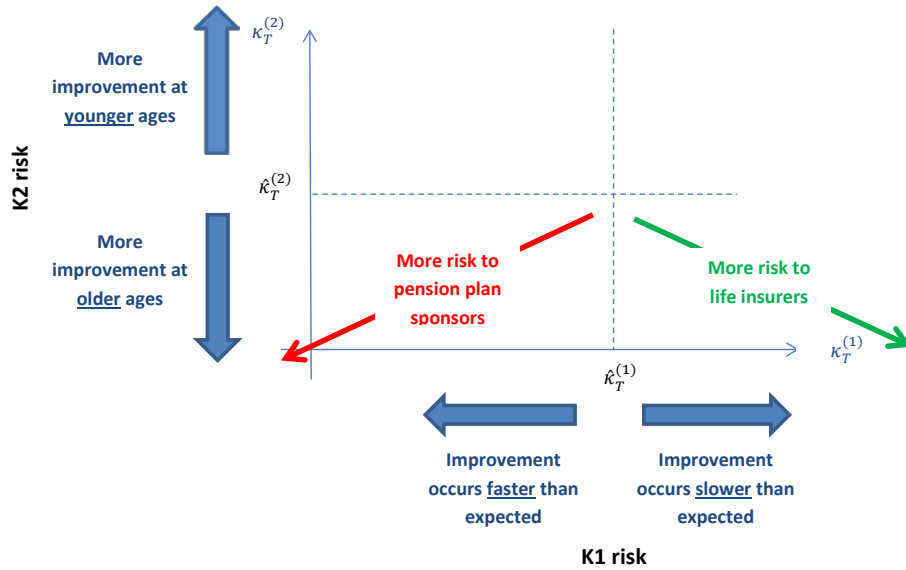 κ_T^(2)
More
improvement at
younger ages
K2 risk
κ̂_T^(2)
More
improvement at
older ages
More risk to
pension plan
sponsors
More risk to
life insurers
κ_T^(1)
κ̂_T^(1)
Improvement
occurs faster than
expected
Improvement
occurs slower than
expected
K1 risk